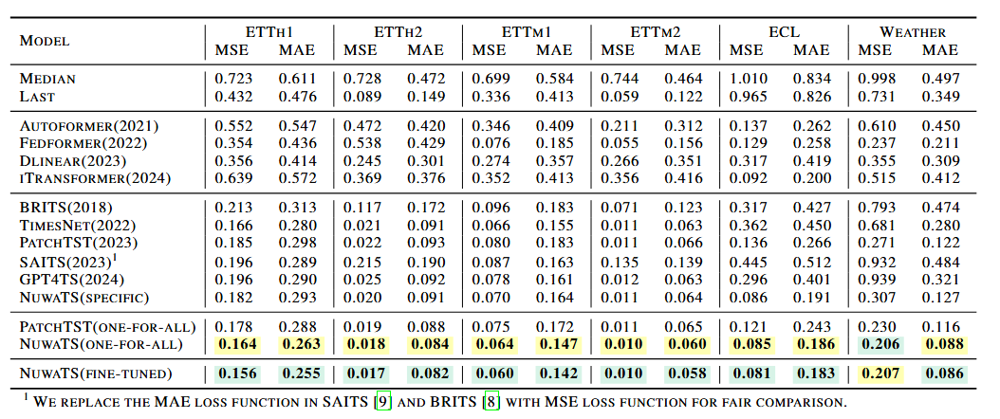 MODEL ETTH1 ETTH2 ETTM1 ETTM2 ECL WEATHER
MSE MAE MSE MAE MSE MAE MSE MAE MSE MAE MSE MAE
MEDIAN 0.723 0.611 0.728 0.472 0.699 0.584 0.744 0.464 1.010 0.834 0.998 0.497
LAST 0.432 0.476 0.089 0.149 0.336 0.413 0.059 0.122 0.965 0.826 0.731 0.349
AUTOFORMER(2021) 0.552 0.547 0.472 0.420 0.346 0.409 0.211 0.312 0.137 0.262 0.610 0.450
FEDFORMER(2022) 0.354 0.436 0.538 0.429 0.076 0.185 0.055 0.156 0.129 0.258 0.237 0.211
DLINEAR(2023) 0.356 0.414 0.245 0.301 0.274 0.357 0.266 0.351 0.317 0.419 0.355 0.309
ITRANSFORMER(2024) 0.639 0.572 0.369 0.376 0.352 0.413 0.356 0.416 0.092 0.200 0.515 0.412
BRITS(2018) 0.213 0.313 0.117 0.172 0.096 0.183 0.071 0.123 0.317 0.427 0.793 0.474
TIMESNET(2022) 0.166 0.280 0.021 0.091 0.066 0.155 0.011 0.063 0.362 0.450 0.681 0.280
PATCHTST(2023) 0.185 0.298 0.022 0.093 0.080 0.183 0.011 0.066 0.136 0.266 0.271 0.122
SAITS(2023)¹ 0.196 0.289 0.215 0.190 0.087 0.163 0.135 0.139 0.445 0.512 0.932 0.484
GPT4TS(2024) 0.196 0.290 0.025 0.092 0.078 0.161 0.012 0.063 0.296 0.401 0.939 0.321
NUWATS(SPECIFIC) 0.182 0.293 0.020 0.091 0.070 0.164 0.011 0.064 0.086 0.191 0.307 0.127
PATCHTST(ONE-FOR-ALL) 0.178 0.288 0.019 0.088 0.075 0.172 0.011 0.065 0.121 0.243 0.230 0.116
NUWATS(ONE-FOR-ALL) 0.164 0.263 0.018 0.084 0.064 0.147 0.010 0.060 0.085 0.186 0.206 0.088
NUWATS(FINE-TUNED) 0.156 0.255 0.017 0.082 0.060 0.142 0.010 0.058 0.081 0.183 0.207 0.086
¹ WE REPLACE THE MAE LOSS FUNCTION IN SAITS [9] AND BRITS [8] WITH MSE LOSS FUNCTION FOR FAIR COMPARISON.